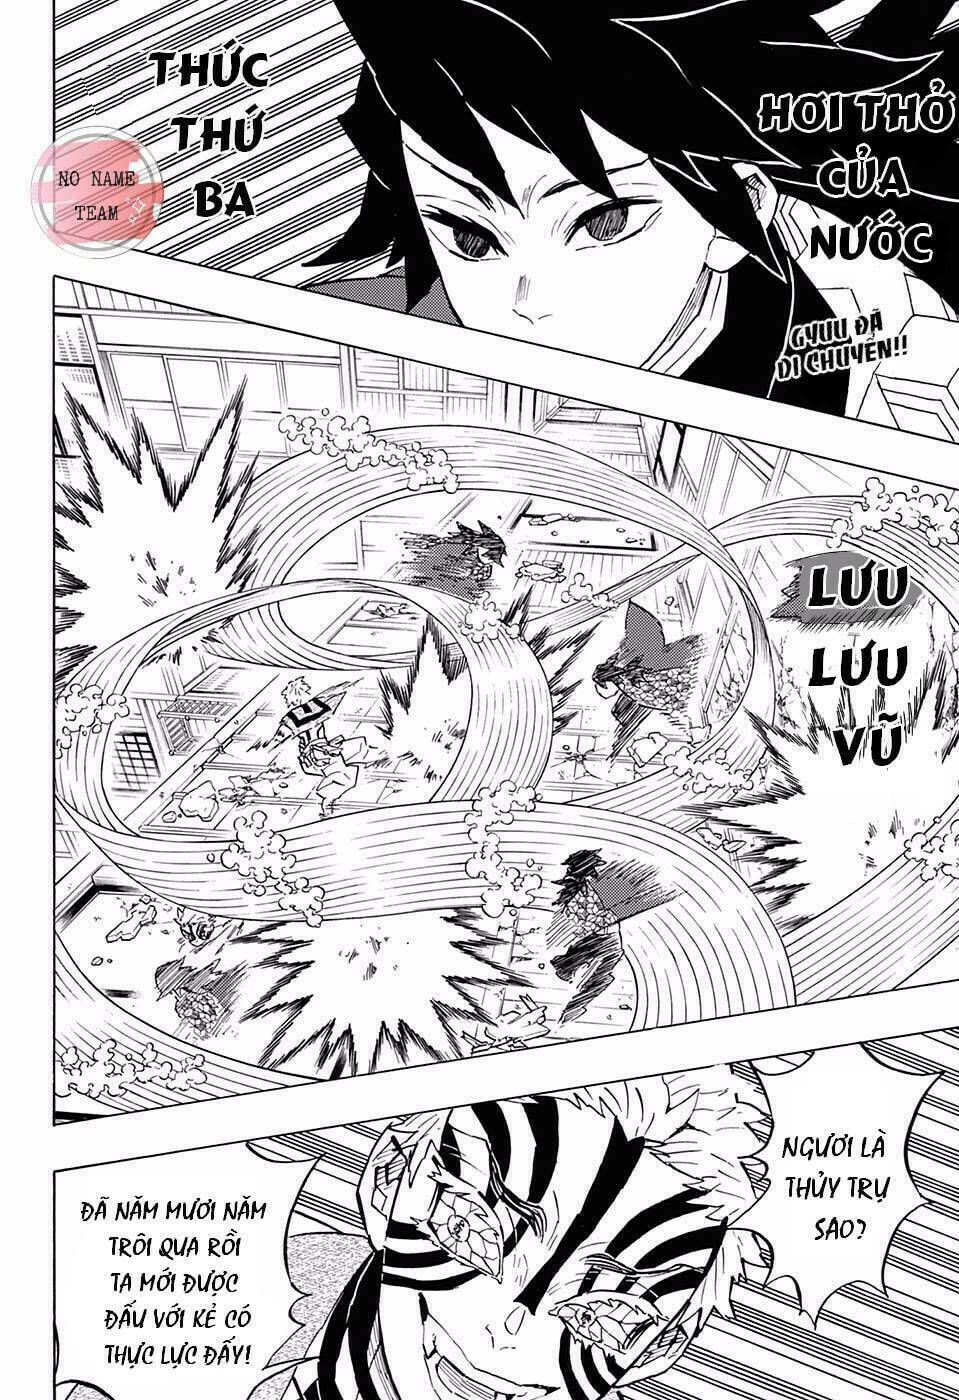 HƠI THỞ
CỦA
NƯỚC
THỨC
THỨ
BA
NO NAME
TEAM
GYUU ĐÃ
DI CHUYỂN!!
LƯU
LƯU
VŨ
NGƯƠI LÀ
THỦY TRỤ
SAO?
ĐÃ NĂM MƯƠI NĂM
TRÔI QUA RỒI
TA MỚI ĐƯỢC
ĐẤU VỚI KẺ CÓ
THỰC LỰC ĐẤY!